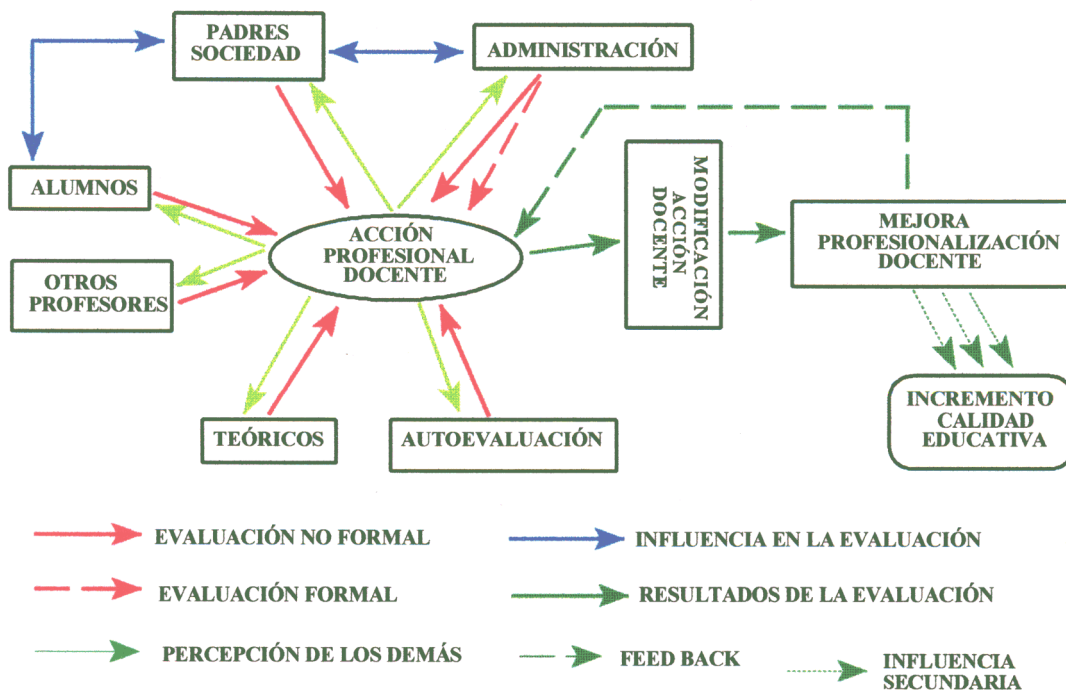 PADRES
SOCIEDAD
ADMINISTRACIÓN
ALUMNOS
OTROS
PROFESORES
ACCIÓN
PROFESIONAL
DOCENTE
MODIFICACIÓN
ACCIÓN
DOCENTE
MEJORA
PROFESIONALIZACIÓN
DOCENTE
TEÓRICOS
AUTOEVALUACIÓN
INCREMENTO
CALIDAD
EDUCATIVA
EVALUACIÓN NO FORMAL
INFLUENCIA EN LA EVALUACIÓN
EVALUACIÓN FORMAL
RESULTADOS DE LA EVALUACIÓN
PERCEPCIÓN DE LOS DEMÁS
FEED BACK
INFLUENCIA
SECUNDARIA